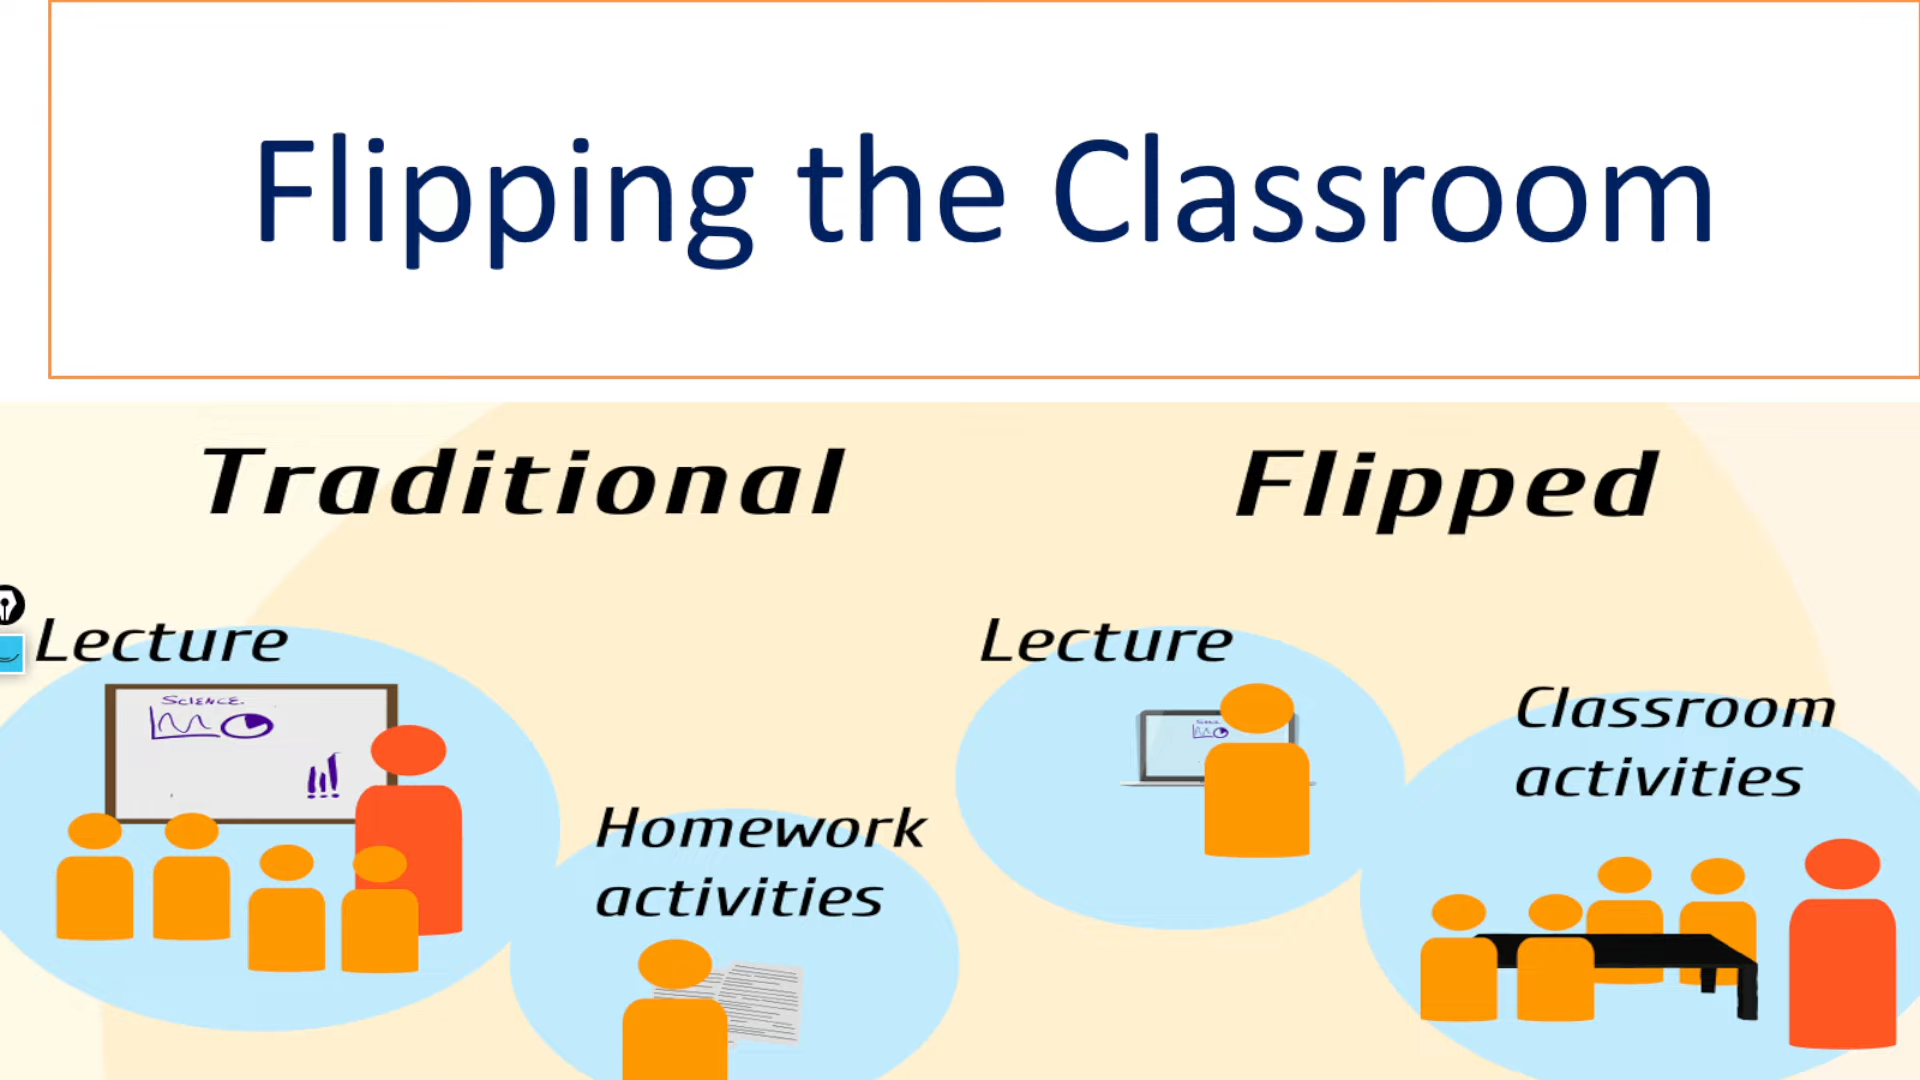 Flipping the Classroom
Traditional
Flipped
Lecture
SCIENCE
Homework
activities
Lecture
Classroom
activities